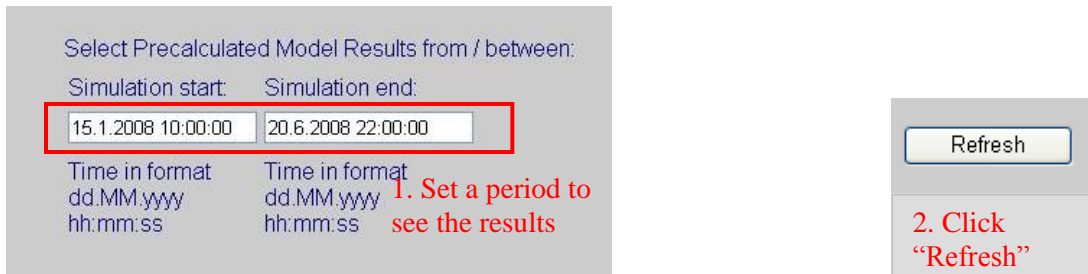 Select Precalculated Model Results from / between:
Simulation start: Simulation end:
15.1.2008 10:00:00 20.6.2008 22:00:00
Time in format Time in format
dd.MM.yyyy dd.MM.yyyy
hh:mm:ss hh:mm:ss
1. Set a period to
see the results
Refresh
2. Click
“Refresh”